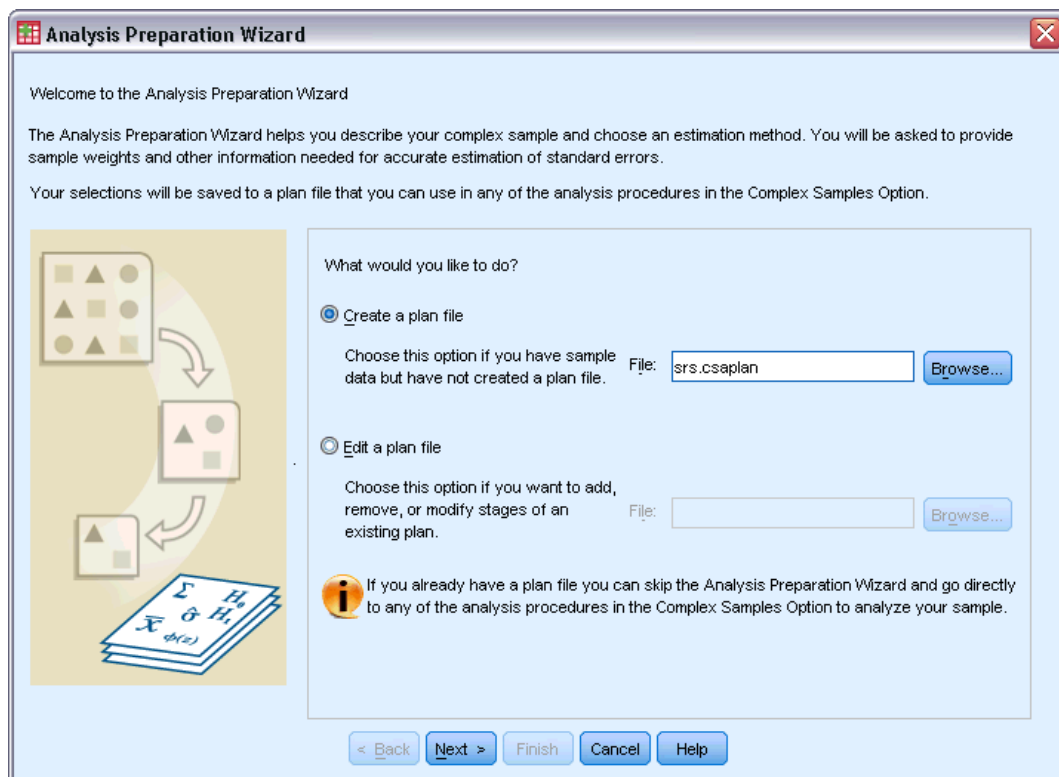 Analysis Preparation Wizard
Welcome to the Analysis Preparation Wizard
The Analysis Preparation Wizard helps you describe your complex sample and choose an estimation method. You will be asked to provide
sample weights and other information needed for accurate estimation of standard errors.
Your selections will be saved to a plan file that you can use in any of the analysis procedures in the Complex Samples Option.
What would you like to do?
Create a plan file
Choose this option if you have sample
data but have not created a plan file.
File: srs.csaplan Browse...
Edit a plan file
Choose this option if you want to add,
remove, or modify stages of an
existing plan.
File: Browse...
If you already have a plan file you can skip the Analysis Preparation Wizard and go directly
to any of the analysis procedures in the Complex Samples Option to analyze your sample.
Σ H₀
x̄ σ̂ H₁
φ(z)
< Back Next > Finish Cancel Help